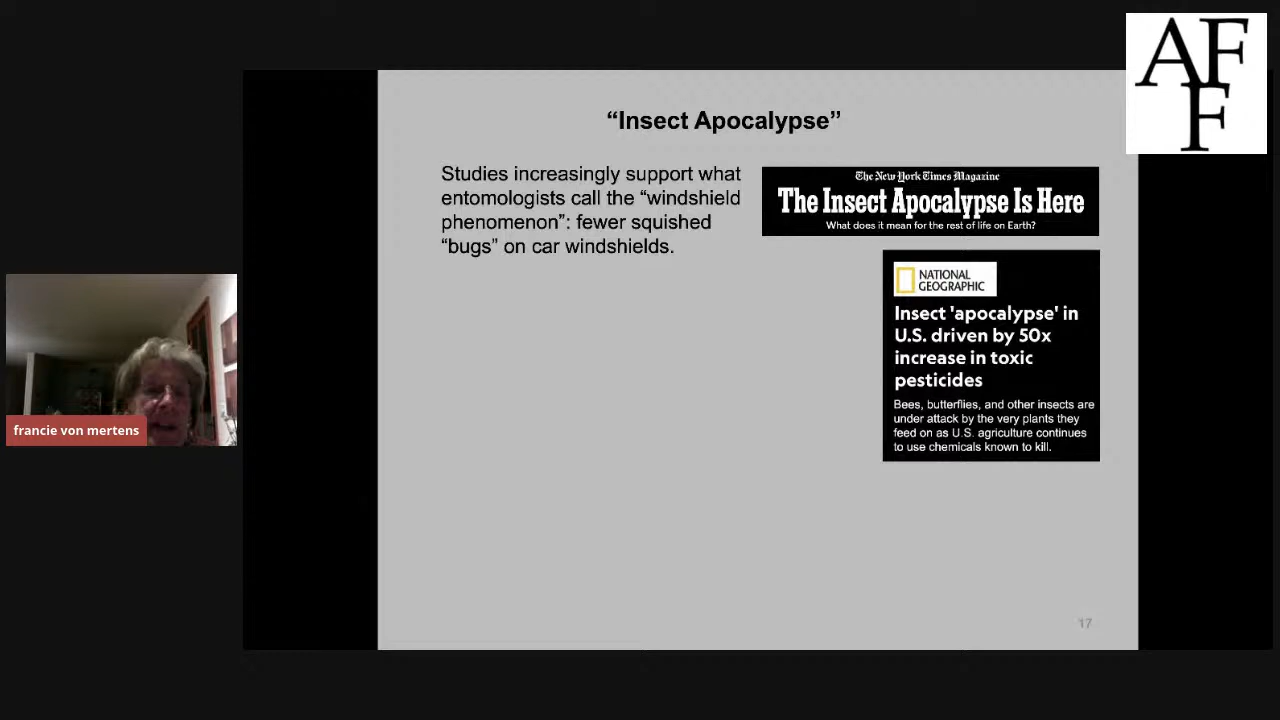 AF
F
“Insect Apocalypse”
Studies increasingly support what
entomologists call the “windshield
phenomenon”: fewer squished
“bugs” on car windshields.
The New York Times Magazine
The Insect Apocalypse Is Here
What does it mean for the rest of life on Earth?
NATIONAL
GEOGRAPHIC
Insect 'apocalypse' in
U.S. driven by 50x
increase in toxic
pesticides
Bees, butterflies, and other insects are
under attack by the very plants they
feed on as U.S. agriculture continues
to use chemicals known to kill.
francie von mertens
17